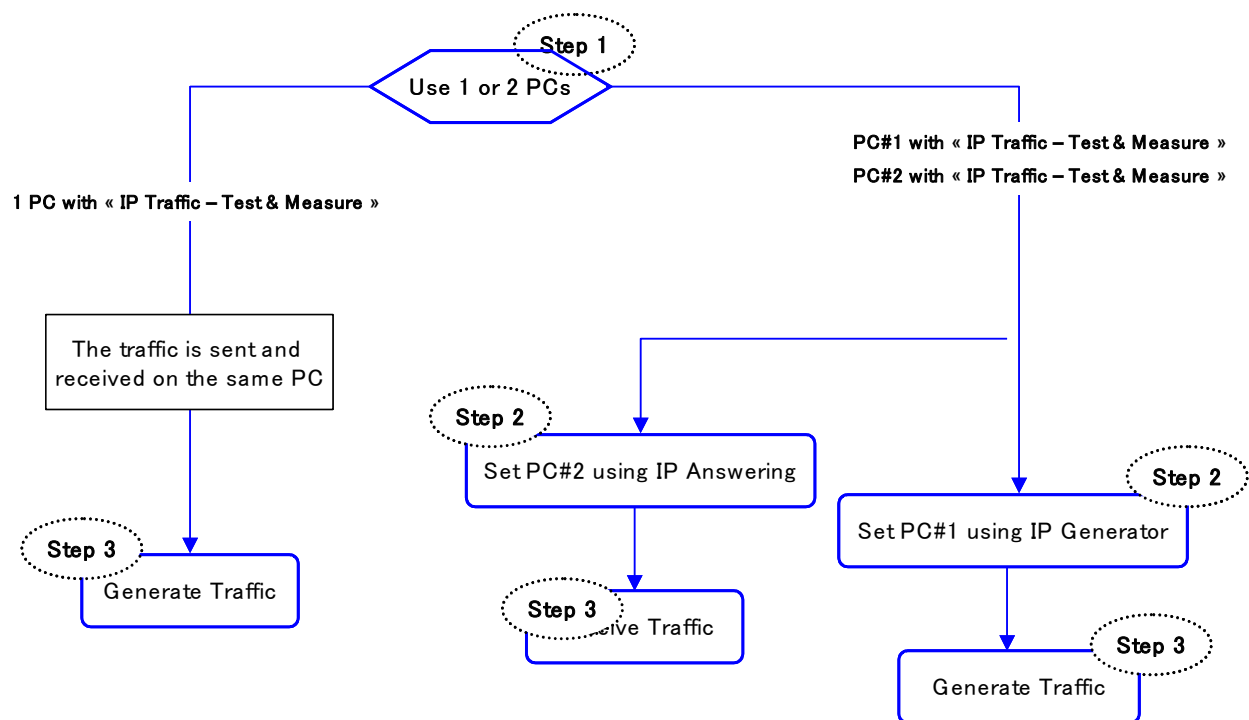 Step 1
Use 1 or 2 PCs
PC#1 with « IP Traffic – Test & Measure »
PC#2 with « IP Traffic – Test & Measure »
1 PC with « IP Traffic – Test & Measure »
The traffic is sent and
received on the same PC
Step 2
Set PC#2 using IP Answering
Step 2
Set PC#1 using IP Generator
Step 3
Generate Traffic
Step 3
Traffic
Step 3
Generate Traffic